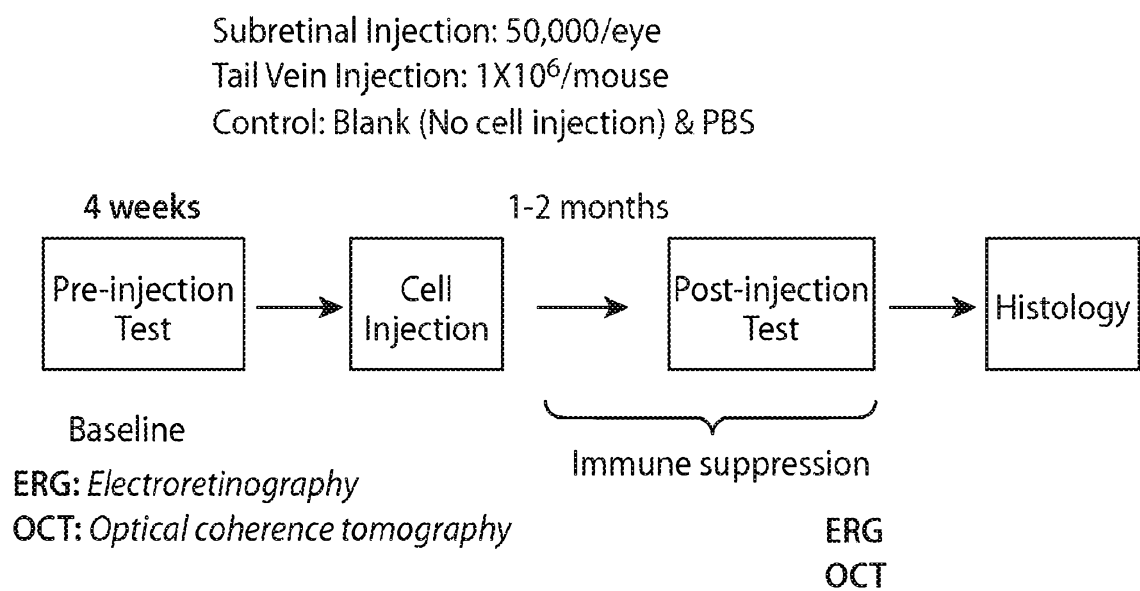 Subretinal Injection: 50,000/eye
Tail Vein Injection: 1X10⁶/mouse
Control: Blank (No cell injection) & PBS
4 weeks
1-2 months
Pre-injection
Test
Cell
Injection
Post-injection
Test
Histology
Baseline
Immune suppression
ERG: Electroretinography
OCT: Optical coherence tomography
ERG
OCT